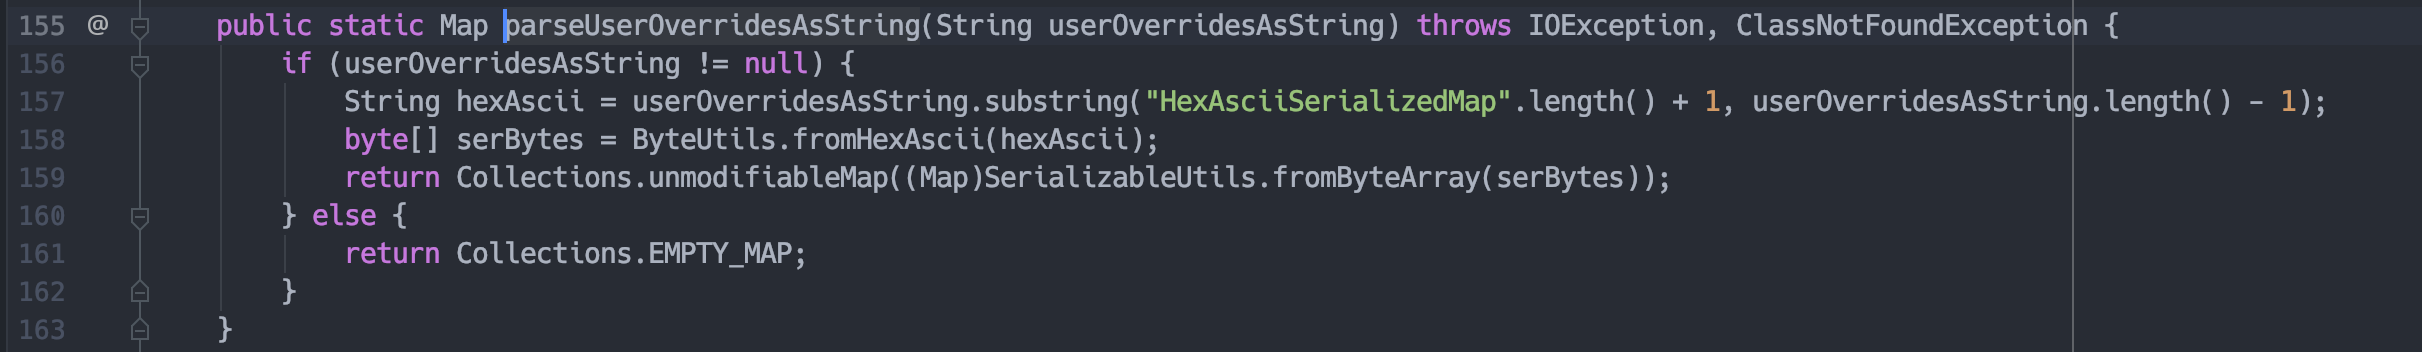 155 @ public static Map parseUserOverridesAsString(String userOverridesAsString) throws IOException, ClassNotFoundException {
156 if (userOverridesAsString != null) {
157 String hexAscii = userOverridesAsString.substring("HexAsciiSerializedMap".length() + 1, userOverridesAsString.length() - 1);
158 byte[] serBytes = ByteUtils.fromHexAscii(hexAscii);
159 return Collections.unmodifiableMap((Map)SerializableUtils.fromByteArray(serBytes));
160 } else {
161 return Collections.EMPTY_MAP;
162 }
163 }